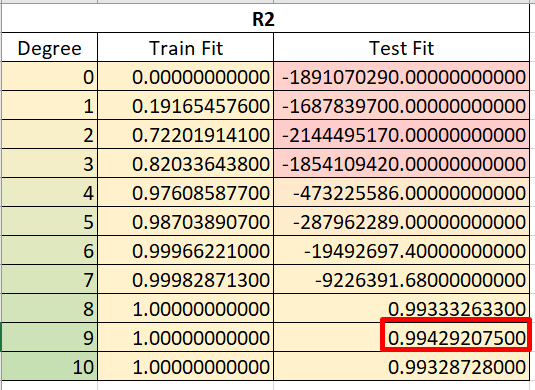 R2
Degree Train Fit Test Fit
0 0.00000000000 -1891070290.00000000000
1 0.19165457600 -1687839700.00000000000
2 0.72201914100 -2144495170.00000000000
3 0.82033643800 -1854109420.00000000000
4 0.97608587700 -473225586.00000000000
5 0.98703890700 -287962289.00000000000
6 0.99966221000 -19492697.40000000000
7 0.99982871300 -9226391.68000000000
8 1.00000000000 0.99333263300
9 1.00000000000 0.99429207500
10 1.00000000000 0.99328728000